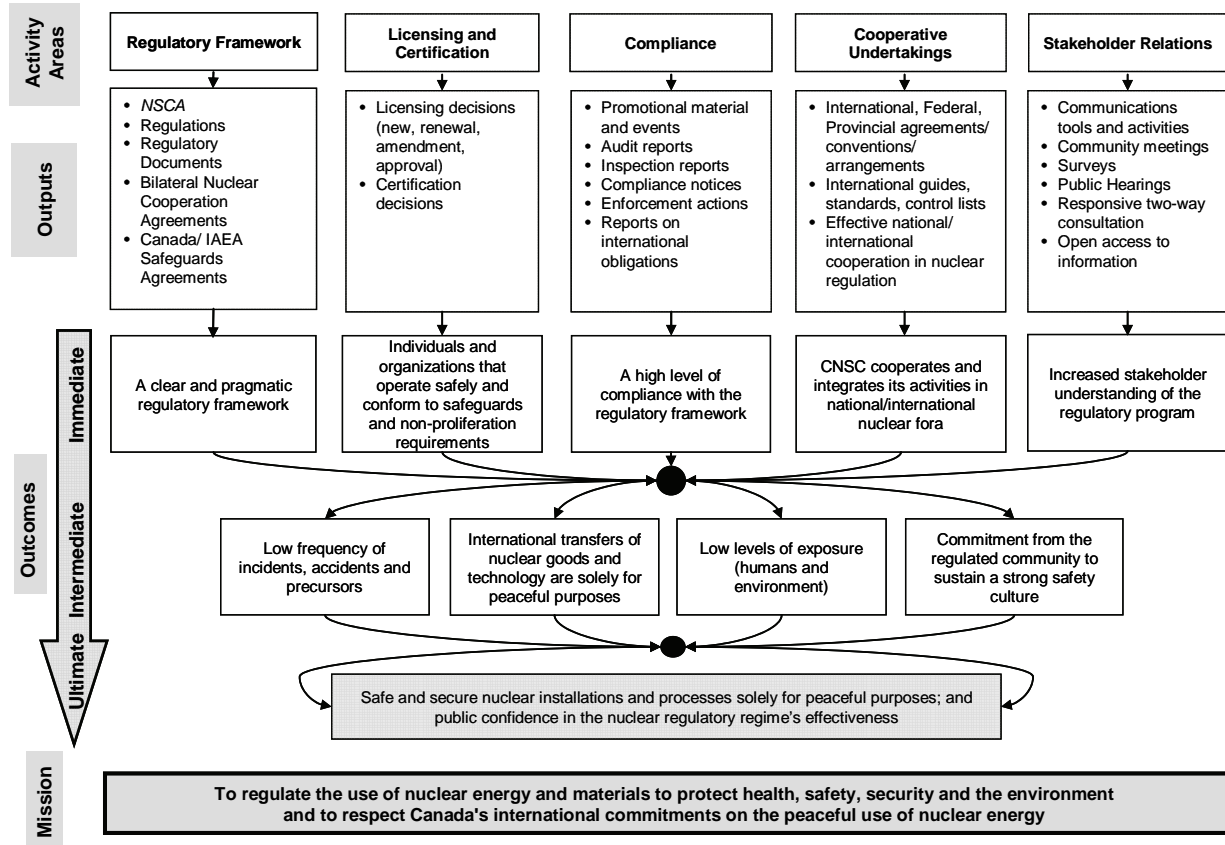 Activity
Areas
Regulatory Framework
Licensing and
Certification
Compliance
Cooperative
Undertakings
Stakeholder Relations
Outputs
• NSCA
• Regulations
• Regulatory
Documents
• Bilateral Nuclear
Cooperation
Agreements
• Canada/ IAEA
Safeguards
Agreements
• Licensing decisions
(new, renewal,
amendment,
approval)
• Certification
decisions
• Promotional material
and events
• Audit reports
• Inspection reports
• Compliance notices
• Enforcement actions
• Reports on
international
obligations
• International, Federal,
Provincial agreements/
conventions/
arrangements
• International guides,
standards, control lists
• Effective national/
international
cooperation in nuclear
regulation
• Communications
tools and activities
• Community meetings
• Surveys
• Public Hearings
• Responsive two-way
consultation
• Open access to
information
Outcomes
Immediate
A clear and pragmatic
regulatory framework
Individuals and
organizations that
operate safely and
conform to safeguards
and non-proliferation
requirements
A high level of
compliance with the
regulatory framework
CNSC cooperates and
integrates its activities in
national/international
nuclear fora
Increased stakeholder
understanding of the
regulatory program
Intermediate
Low frequency of
incidents, accidents and
precursors
International transfers of
nuclear goods and
technology are solely for
peaceful purposes
Low levels of exposure
(humans and
environment)
Commitment from the
regulated community to
sustain a strong safety
culture
Ultimate
Safe and secure nuclear installations and processes solely for peaceful purposes; and
public confidence in the nuclear regulatory regime's effectiveness
Mission
To regulate the use of nuclear energy and materials to protect health, safety, security and the environment
and to respect Canada's international commitments on the peaceful use of nuclear energy